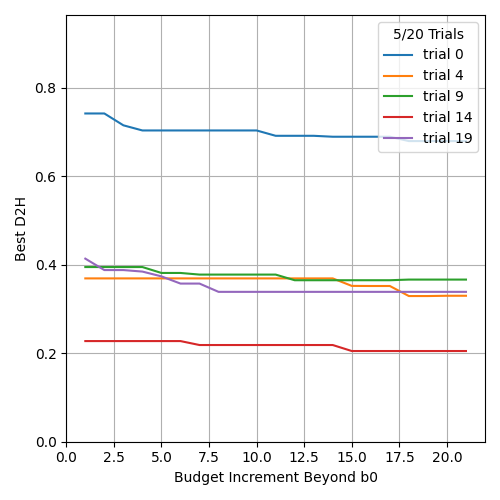 5/20 Trials
trial 0
trial 4
trial 9
trial 14
trial 19
Best D2H
0.8
0.6
0.4
0.2
0.0
0.0 2.5 5.0 7.5 10.0 12.5 15.0 17.5 20.0
Budget Increment Beyond b0